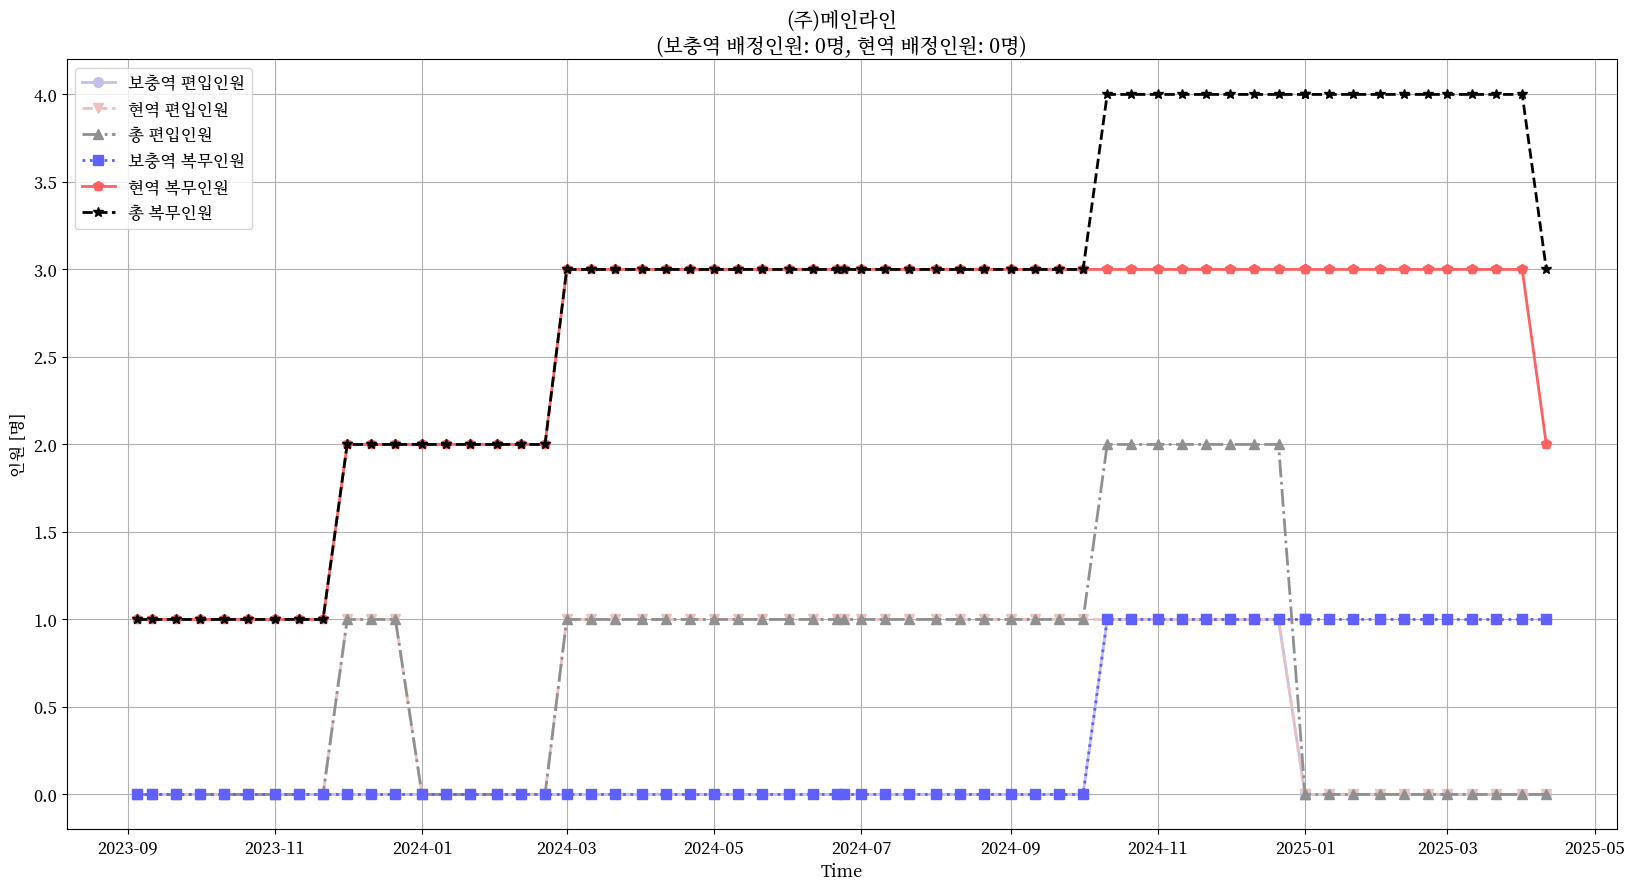 (주)메인라인
(보충역 배정인원: 0명, 현역 배정인원: 0명)
보충역 편입인원
현역 편입인원
총 편입인원
보충역 복무인원
현역 복무인원
총 복무인원
4.0
3.5
3.0
2.5
2.0
1.5
1.0
0.5
0.0
인원 [명]
2023-09 2023-11 2024-01 2024-03 2024-05 2024-07 2024-09 2024-11 2025-01 2025-03 2025-05
Time